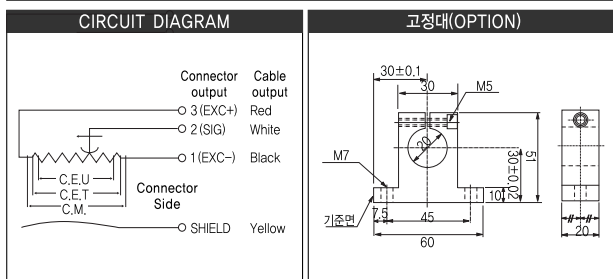 CIRCUIT DIAGRAM
Connector output
Cable output
3 (EXC+) Red
2 (SIG) White
1 (EXC-) Black
C.E.U
C.E.T
C.M.
Connector Side
SHIELD Yellow
고정대(OPTION)
30±0.1
30
M5
20
M7
30±0.02
51
10
기준면
7.5
45
60
20